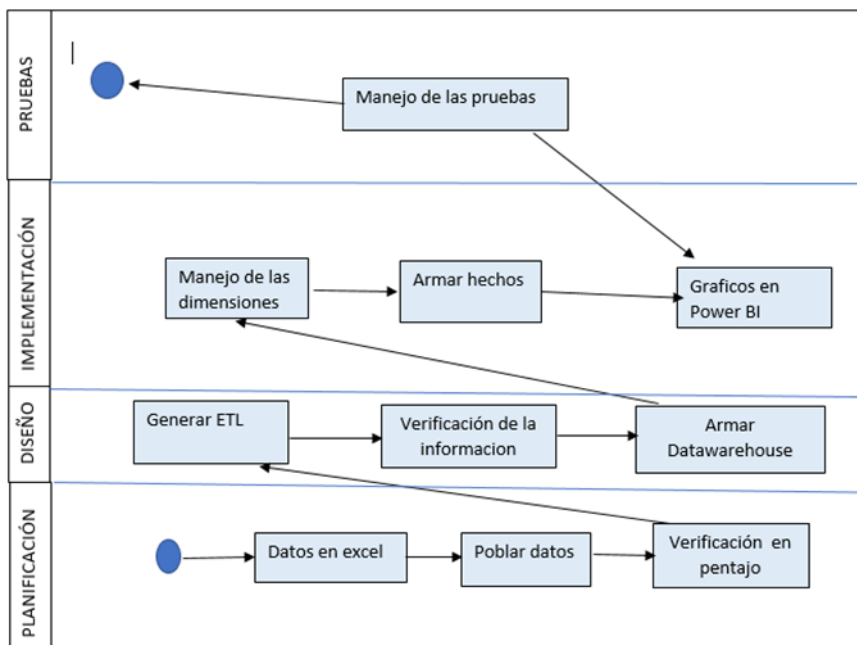 PRUEBAS
Manejo de las pruebas
IMPLEMENTACIÓN
Manejo de las
dimensiones
Armar hechos
Graficos en
Power BI
DISEÑO
Generar ETL
Verificación de la
informacion
Armar
Datawarehouse
PLANIFICACIÓN
Datos en excel
Poblar datos
Verificación en
pentajo